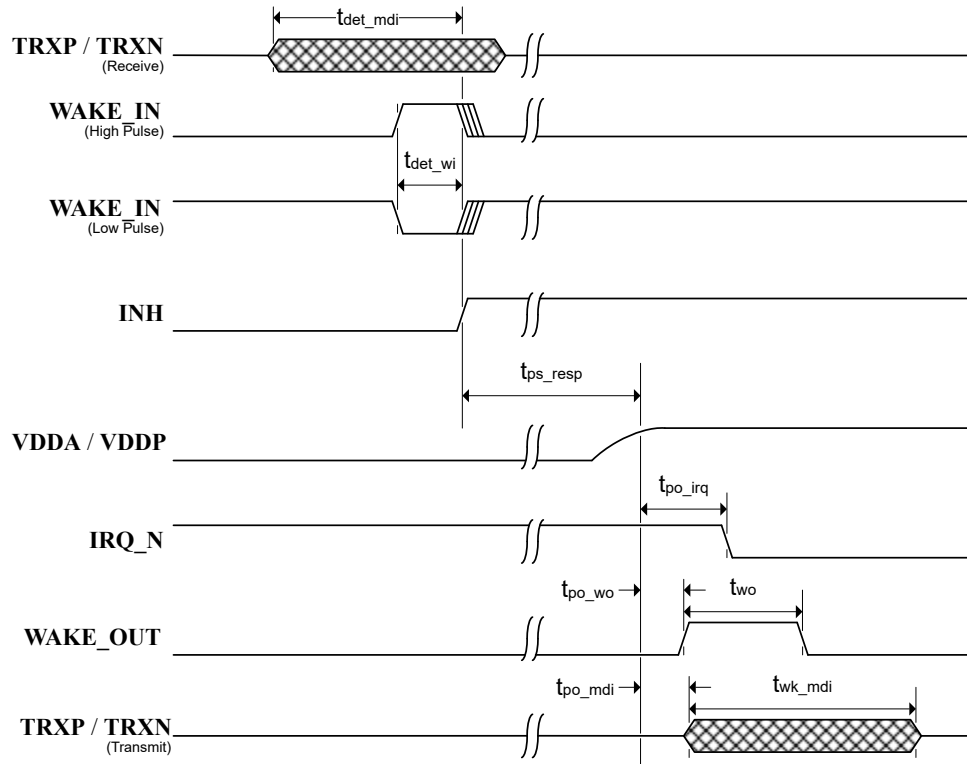 tdet_mdi
TRXP / TRXN
(Receive)
WAKE_IN
(High Pulse)
tdet_wi
WAKE_IN
(Low Pulse)
INH
tps_resp
VDDA / VDDP
tpo_irq
IRQ_N
tpo_wo
two
WAKE_OUT
tpo_mdi
twk_mdi
TRXP / TRXN
(Transmit)